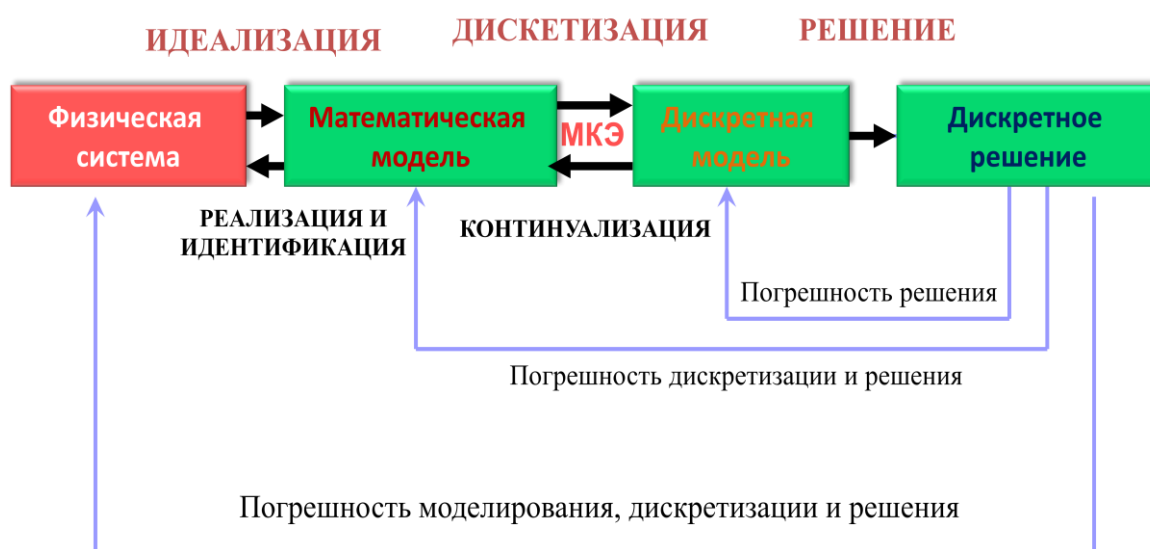 ИДЕАЛИЗАЦИЯ
ДИСКЕТИЗАЦИЯ
РЕШЕНИЕ
Физическая
система
Математическая
модель
МКЭ
Дискретная
модель
Дискретное
решение
РЕАЛИЗАЦИЯ И
ИДЕНТИФИКАЦИЯ
КОНТИНУАЛИЗАЦИЯ
Погрешность решения
Погрешность дискретизации и решения
Погрешность моделирования, дискретизации и решения